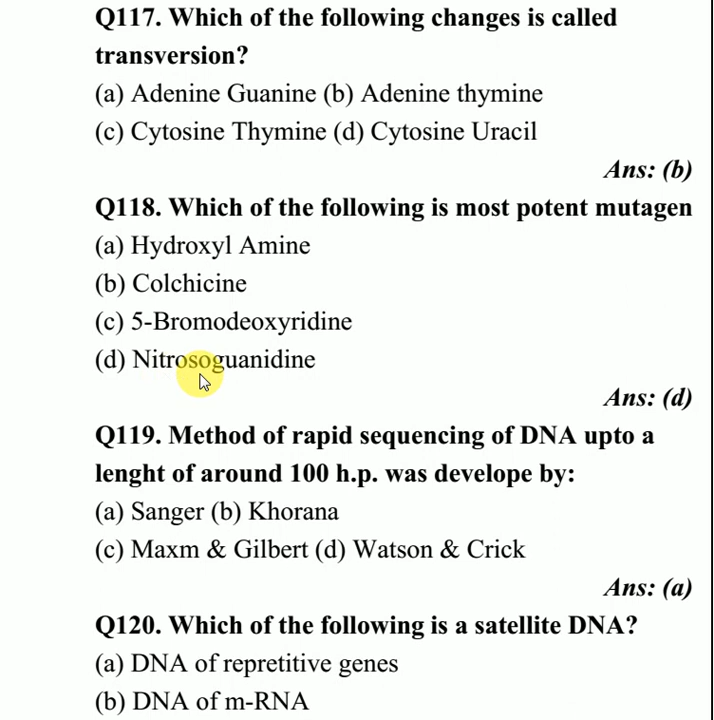 Q117. Which of the following changes is called
transversion?
(a) Adenine Guanine (b) Adenine thymine
(c) Cytosine Thymine (d) Cytosine Uracil
Ans: (b)
Q118. Which of the following is most potent mutagen
(a) Hydroxyl Amine
(b) Colchicine
(c) 5-Bromodeoxyridine
(d) Nitrosoguanidine
Ans: (d)
Q119. Method of rapid sequencing of DNA upto a
lenght of around 100 h.p. was develope by:
(a) Sanger (b) Khorana
(c) Maxm & Gilbert (d) Watson & Crick
Ans: (a)
Q120. Which of the following is a satellite DNA?
(a) DNA of repretitive genes
(b) DNA of m-RNA